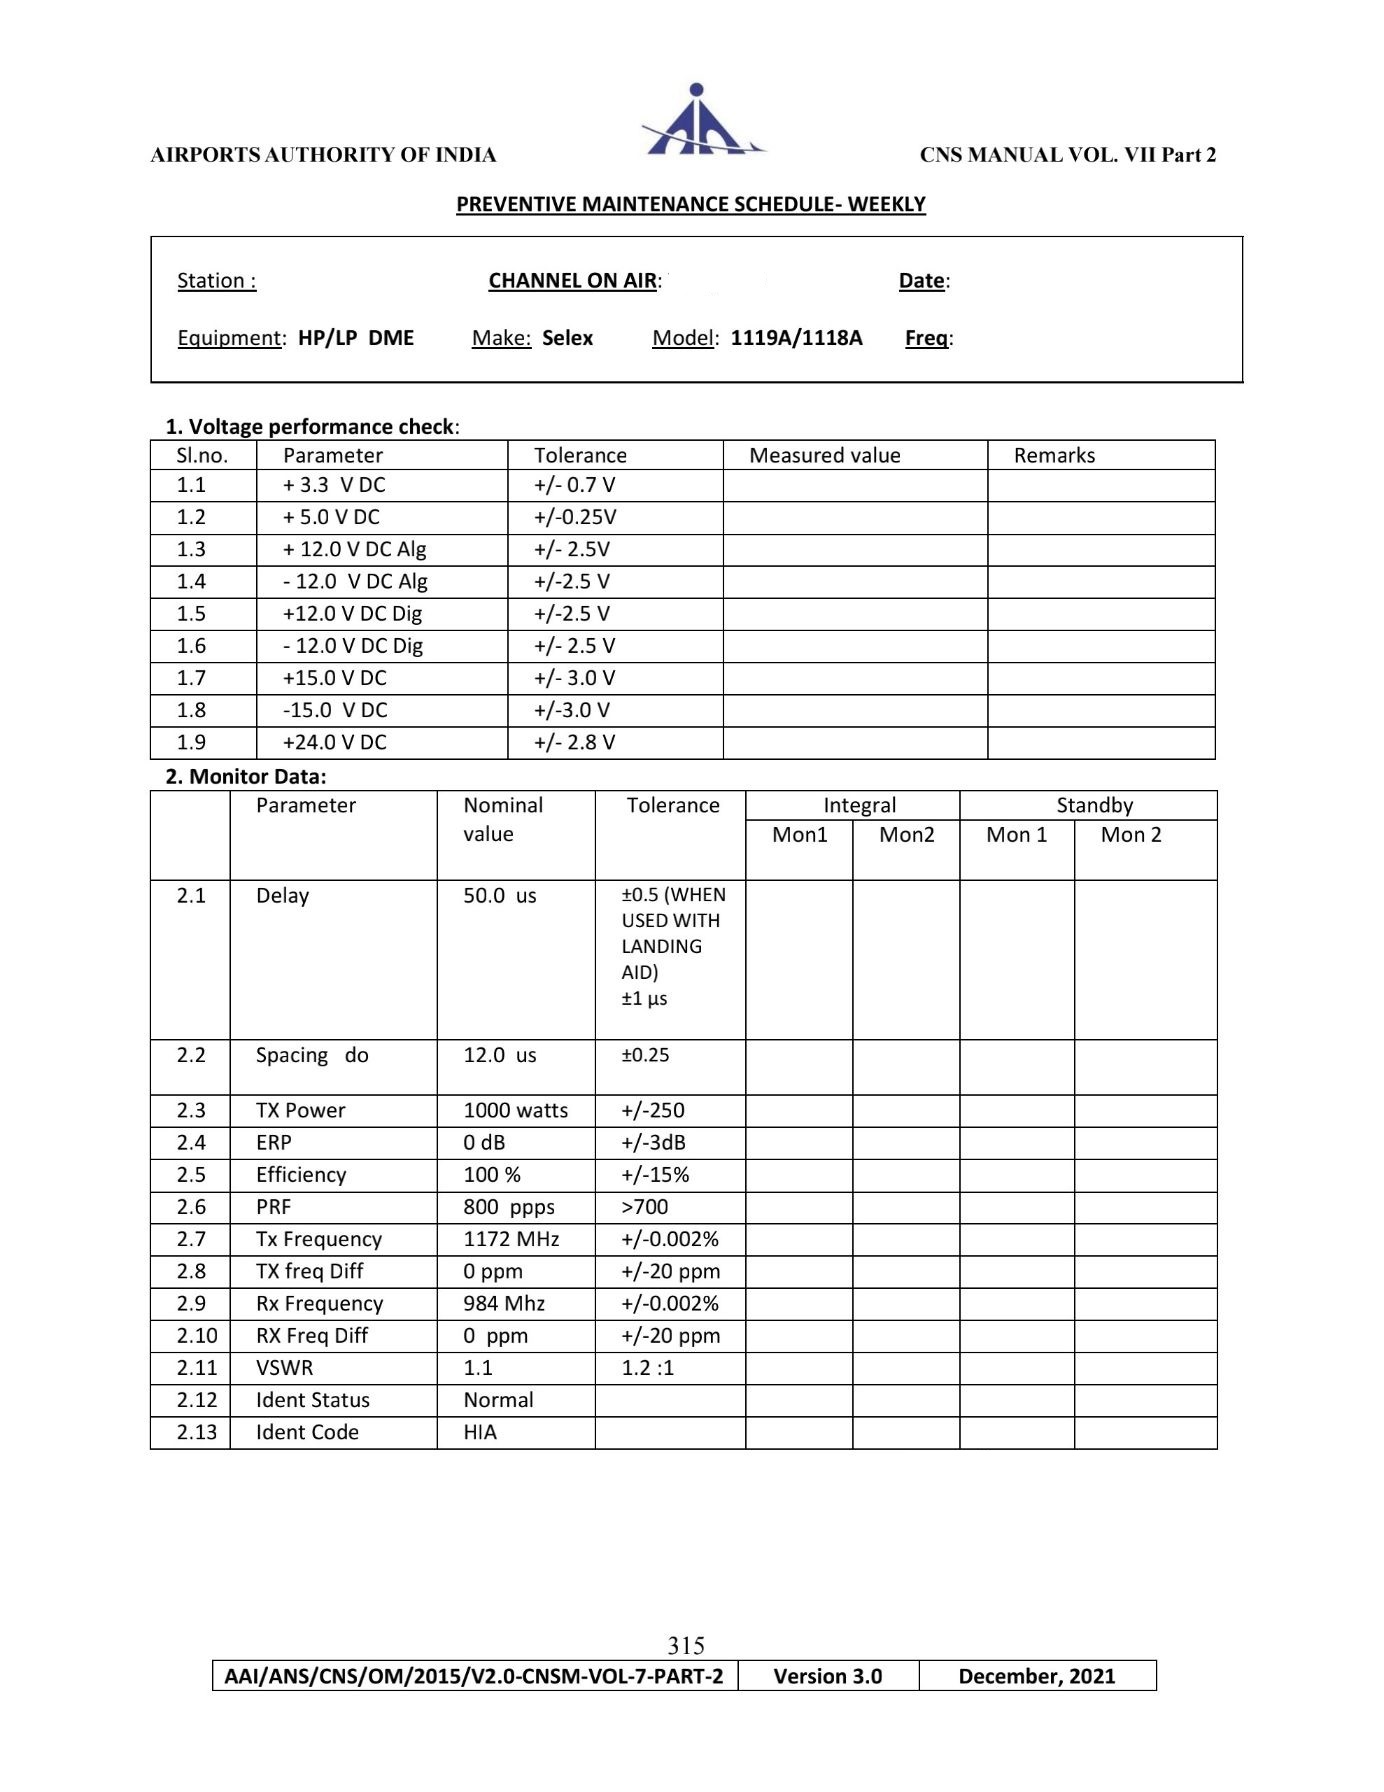 AIRPORTS AUTHORITY OF INDIA CNS MANUAL VOL. VII Part 2
PREVENTIVE MAINTENANCE SCHEDULE- WEEKLY
Station : CHANNEL ON AIR: Date:
Equipment: HP/LP DME Make: Selex Model: 1119A/1118A Freq:
1. Voltage performance check:
Sl.no. Parameter Tolerance Measured value Remarks
1.1 + 3.3 V DC +/- 0.7 V
1.2 + 5.0 V DC +/-0.25V
1.3 + 12.0 V DC Alg +/- 2.5V
1.4 - 12.0 V DC Alg +/-2.5 V
1.5 +12.0 V DC Dig +/-2.5 V
1.6 - 12.0 V DC Dig +/- 2.5 V
1.7 +15.0 V DC +/- 3.0 V
1.8 -15.0 V DC +/-3.0 V
1.9 +24.0 V DC +/- 2.8 V
2. Monitor Data:
Parameter Nominal Tolerance Integral Standby
value Mon1 Mon2 Mon 1 Mon 2
2.1 Delay 50.0 us ±0.5 (WHEN
USED WITH
LANDING
AID)
±1 µs
2.2 Spacing do 12.0 us ±0.25
2.3 TX Power 1000 watts +/-250
2.4 ERP 0 dB +/-3dB
2.5 Efficiency 100 % +/-15%
2.6 PRF 800 ppps >700
2.7 Tx Frequency 1172 MHz +/-0.002%
2.8 TX freq Diff 0 ppm +/-20 ppm
2.9 Rx Frequency 984 Mhz +/-0.002%
2.10 RX Freq Diff 0 ppm +/-20 ppm
2.11 VSWR 1.1 1.2 :1
2.12 Ident Status Normal
2.13 Ident Code HIA
315
AAI/ANS/CNS/OM/2015/V2.0-CNSM-VOL-7-PART-2 Version 3.0 December, 2021